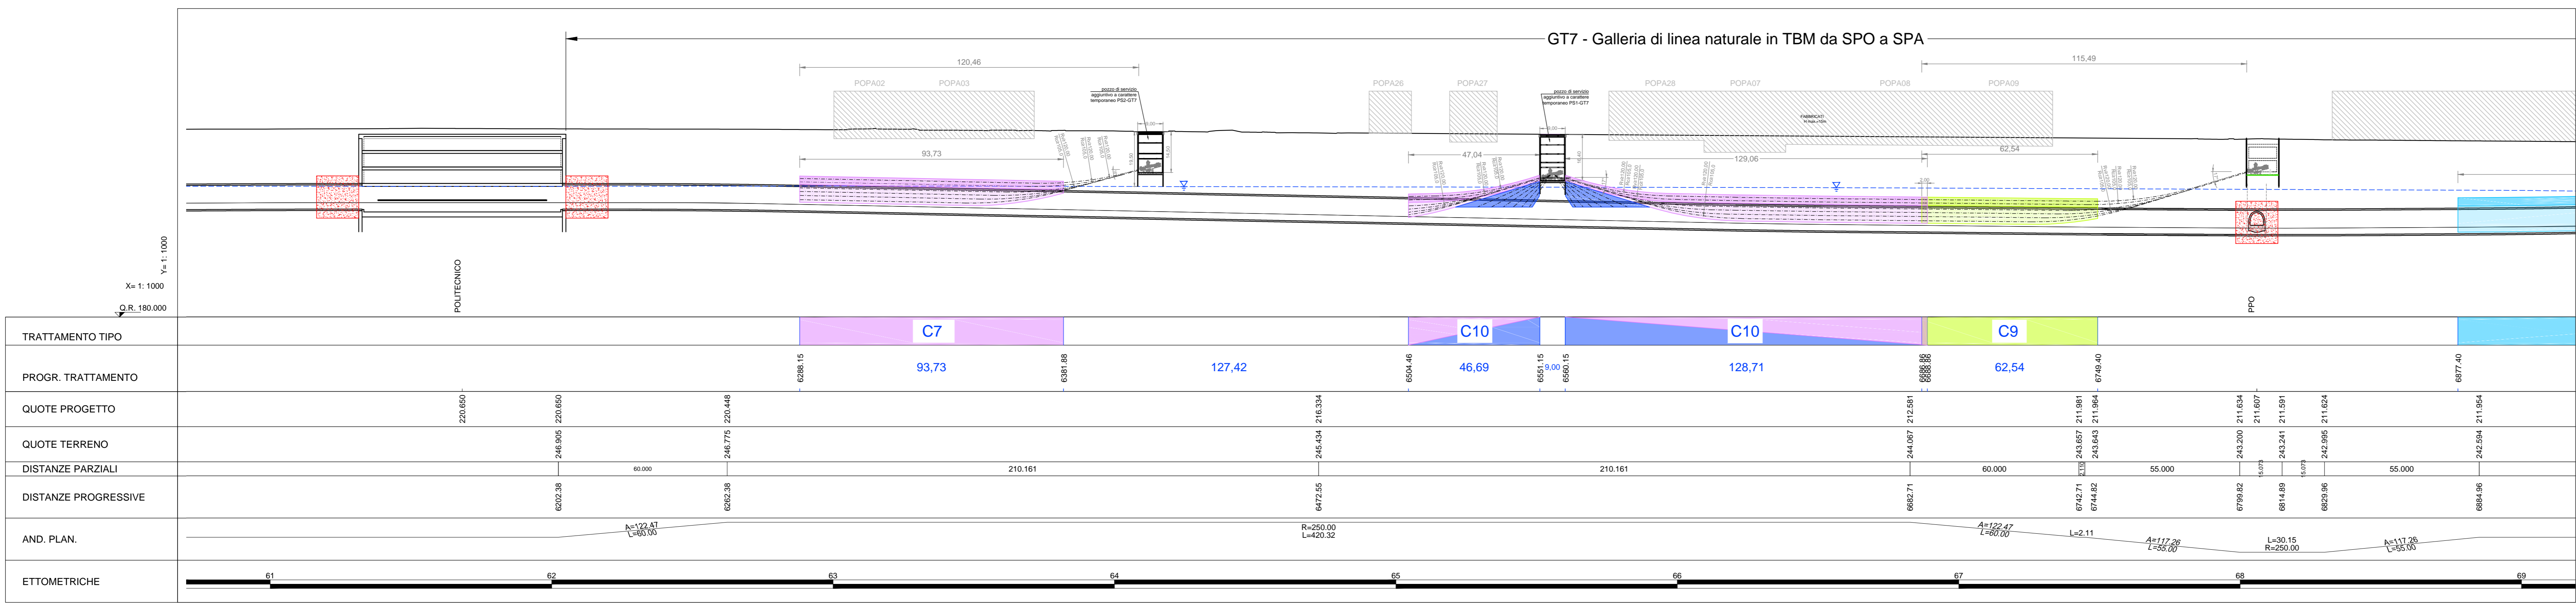 GT7 - Galleria di linea naturale in TBM da SPO a SPA
120,46
115,49
POPA02
POPA03
POPA26
POPA27
POPA28
POPA07
POPA08
POPA09
pozzo di servizio
aggiuntivo a carattere
temporaneo PS2-GT7
pozzo di servizio
aggiuntivo a carattere
temporaneo PS1-GT7
FABBRICATI
93,73
47,04
129,06
62,54
Y= 1: 1000
X= 1: 1000
Q.R. 180.000
POLITECNICO
PPO
TRATTAMENTO TIPO
C7
C10
C10
C9
PROGR. TRATTAMENTO
6288.15
93,73
6381.88
127,42
6504.46
46,69
6551.15
9,00
6560.15
128,71
6686.86
6688.86
62,54
6749.40
6877.40
QUOTE PROGETTO
220.650
220.650
220.448
216.334
212.581
211.981
211.964
211.634
211.607
211.591
211.624
211.954
QUOTE TERRENO
246.905
246.775
245.434
244.067
243.657
243.643
243.200
243.241
242.995
242.594
DISTANZE PARZIALI
60.000
210.161
210.161
60.000
2.110
55.000
15.073
15.073
55.000
DISTANZE PROGRESSIVE
6202.38
6262.38
6472.55
6682.71
6742.71
6744.82
6799.82
6814.89
6829.96
6884.96
AND. PLAN.
A=122.47
L=60.00
R=250.00
L=420.32
A=122.47
L=60.00
L=2.11
A=117.26
L=55.00
L=30.15
R=250.00
A=117.26
L=55.00
ETTOMETRICHE
61
62
63
64
65
66
67
68
69